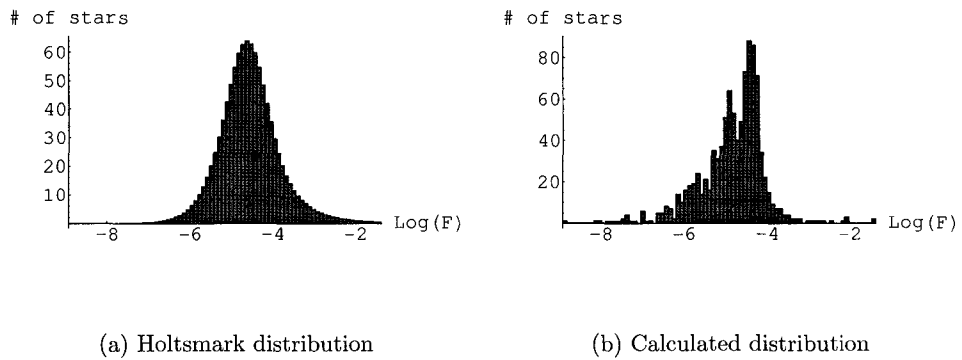 # of stars
60
50
40
30
20
10
-8 -6 -4 -2 Log(F)
(a) Holtsmark distribution
# of stars
80
60
40
20
-8 -6 -4 -2 Log(F)
(b) Calculated distribution